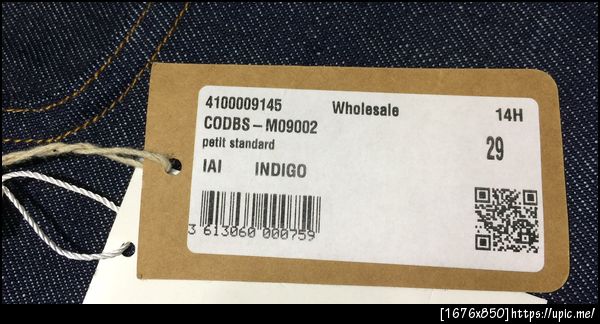 4100009145 Wholesale 14H
CODBS-M09002
petit standard 29
IAI INDIGO
3 613060 000759
[1676x850]https://upic.me/